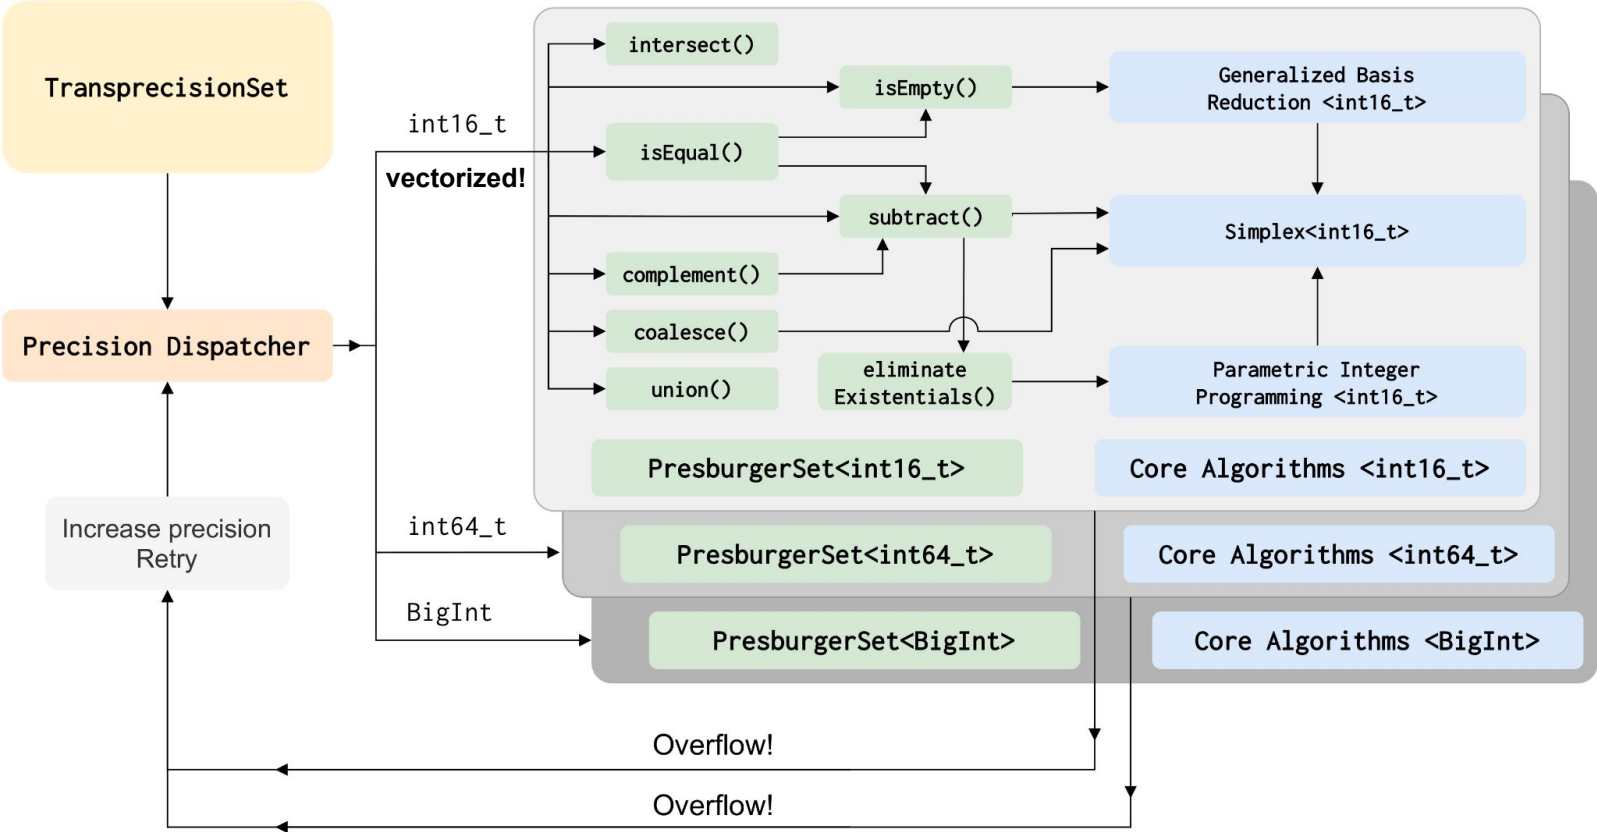 TransprecisionSet
int16_t
vectorized!
Precision Dispatcher
Increase precision
Retry
int64_t
BigInt
intersect()
isEmpty()
isEqual()
subtract()
complement()
coalesce()
union()
eliminate
Existentials()
Generalized Basis
Reduction <int16_t>
Simplex<int16_t>
Parametric Integer
Programming <int16_t>
PresburgerSet<int16_t>
Core Algorithms <int16_t>
PresburgerSet<int64_t>
Core Algorithms <int64_t>
PresburgerSet<BigInt>
Core Algorithms <BigInt>
Overflow!
Overflow!